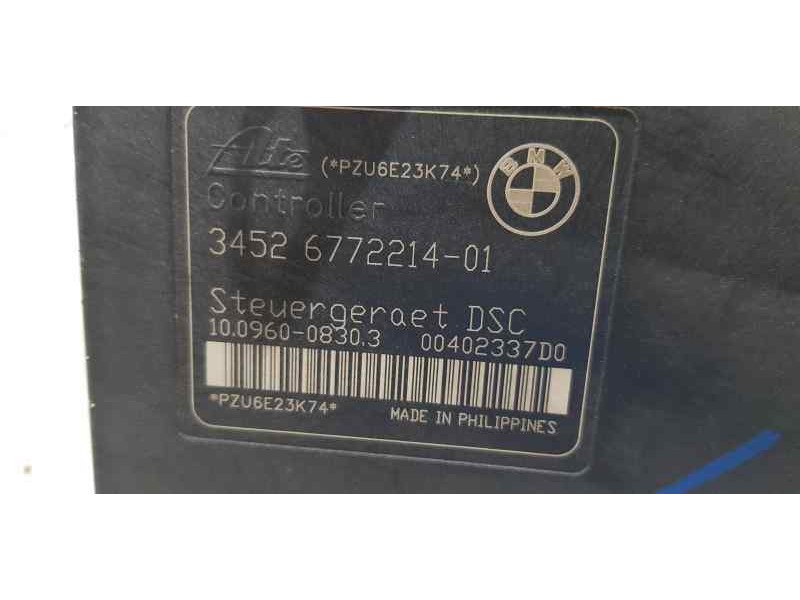 Ate (*PZU6E23K74*)
BMW
Controller
3452 6772214-01
Steuergeraet DSC
10.0960-0830.3 00402337D0
*PZU6E23K74* MADE IN PHILIPPINES